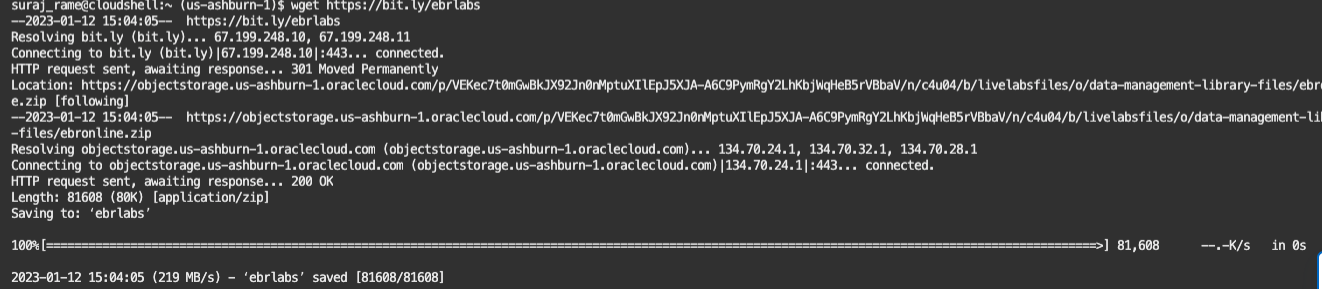 suraj_rame@cloudshell:~ (us-ashburn-1)$ wget https://bit.ly/ebrlabs
--2023-01-12 15:04:05--  https://bit.ly/ebrlabs
Resolving bit.ly (bit.ly)... 67.199.248.10, 67.199.248.11
Connecting to bit.ly (bit.ly)|67.199.248.10|:443... connected.
HTTP request sent, awaiting response... 301 Moved Permanently
Location: https://objectstorage.us-ashburn-1.oraclecloud.com/p/VEKec7t0mGwBkJX92Jn0nMptuXIlEpJ5XJA-A6C9PymRgY2LhKbjWqHeB5rVBbaV/n/c4u04/b/livelabsfiles/o/data-management-library-files/ebr
e.zip [following]
--2023-01-12 15:04:05--  https://objectstorage.us-ashburn-1.oraclecloud.com/p/VEKec7t0mGwBkJX92Jn0nMptuXIlEpJ5XJA-A6C9PymRgY2LhKbjWqHeB5rVBbaV/n/c4u04/b/livelabsfiles/o/data-management-li
-files/ebronline.zip
Resolving objectstorage.us-ashburn-1.oraclecloud.com (objectstorage.us-ashburn-1.oraclecloud.com)... 134.70.24.1, 134.70.32.1, 134.70.28.1
Connecting to objectstorage.us-ashburn-1.oraclecloud.com (objectstorage.us-ashburn-1.oraclecloud.com)|134.70.24.1|:443... connected.
HTTP request sent, awaiting response... 200 OK
Length: 81608 (80K) [application/zip]
Saving to: ‘ebrlabs’
100%[===================================================>] 81,608      --.-K/s   in 0s
2023-01-12 15:04:05 (219 MB/s) - ‘ebrlabs’ saved [81608/81608]